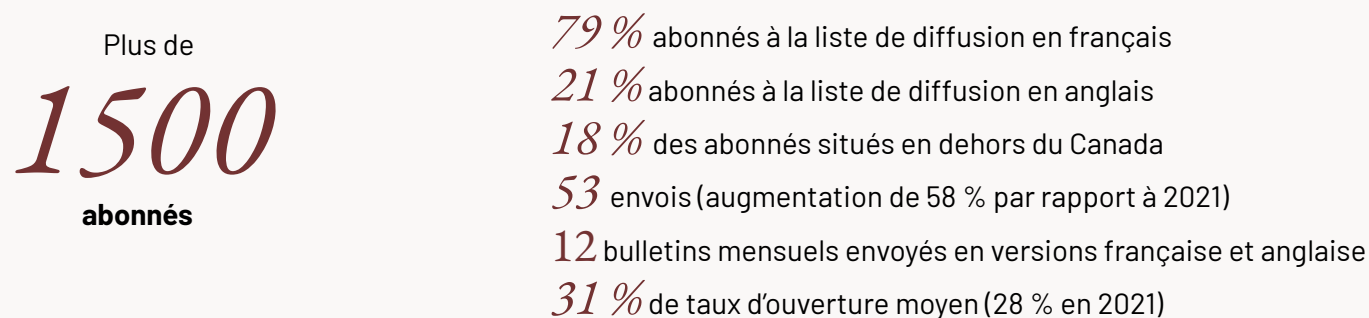 Plus de
1500
abonnés
79 % abonnés à la liste de diffusion en français
21 % abonnés à la liste de diffusion en anglais
18 % des abonnés situés en dehors du Canada
53 envois (augmentation de 58 % par rapport à 2021)
12 bulletins mensuels envoyés en versions française et anglaise
31 % de taux d’ouverture moyen (28 % en 2021)